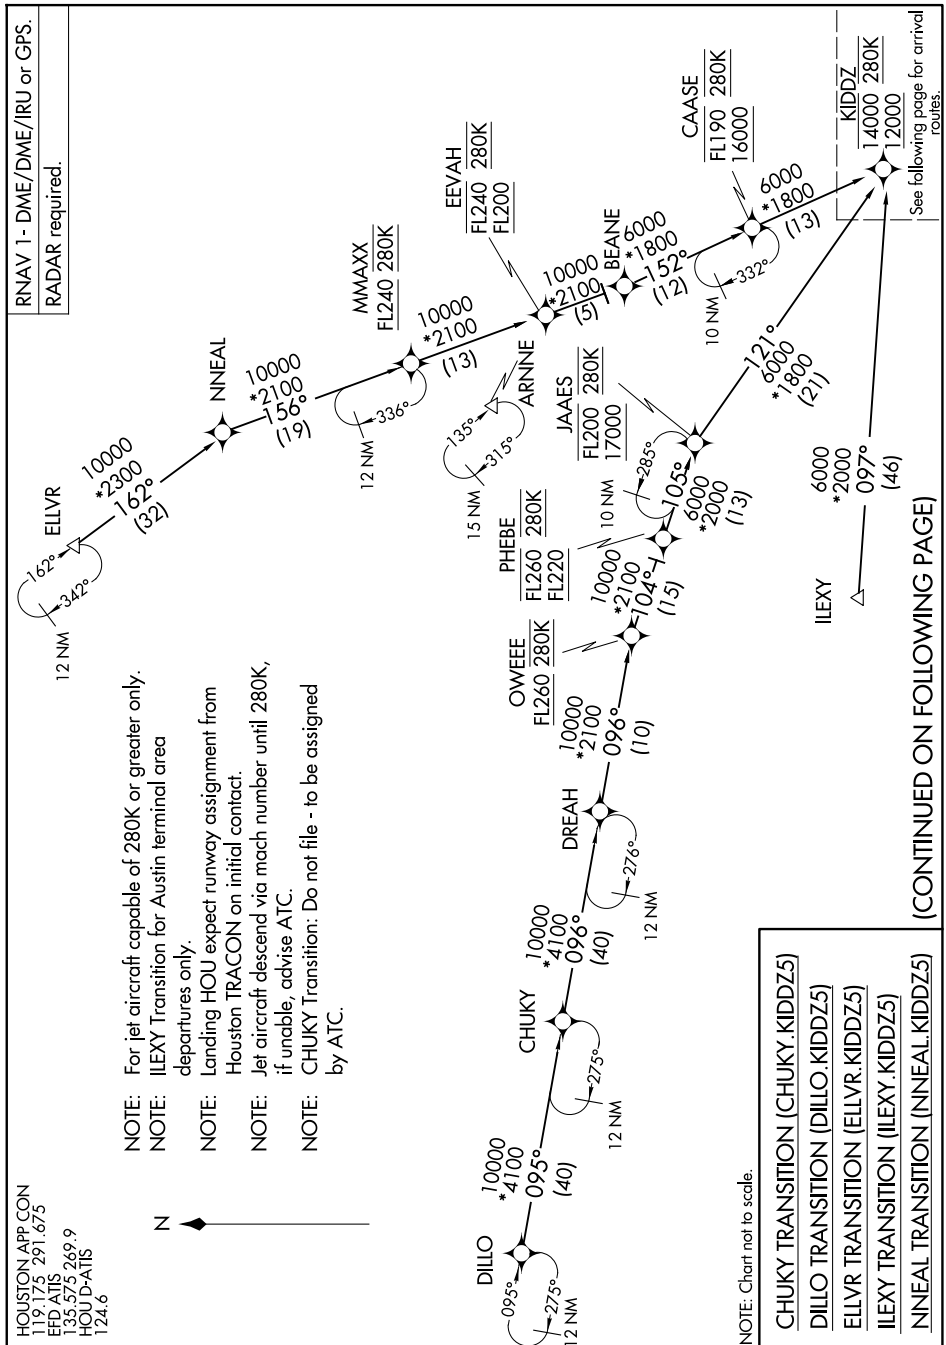 HOUSTON APP CON
119.175 291.675
EFD ATIS
135.575 269.9
HOU D-ATIS
124.6
RNAV 1 - DME/DME/IRU or GPS.
RADAR required.
N
NOTE: For jet aircraft capable of 280K or greater only.
NOTE: ILEXY Transition for Austin terminal area
departures only.
NOTE: Landing HOU expect runway assignment from
Houston TRACON on initial contact.
NOTE: Jet aircraft descend via mach number until 280K,
if unable, advise ATC.
NOTE: CHUKY Transition: Do not file - to be assigned
by ATC.
12 NM
162°
342°
ELLVR
10000
*2300
162°
(32)
NNEAL
10000
*2100
156°
(19)
MMAXX
FL240 280K
12 NM
336°
10000
*2100
(13)
EEVAH
FL240 280K
FL200
15 NM
135°
315°
ARNNE
10000
*2100
(5)
BEANE
6000
*1800
152°
(12)
CAASE
FL190 280K
16000
10 NM
332°
6000
*1800
(13)
KIDDZ
14000 280K
12000
See following page for arrival
routes.
DILLO
095°
275°
12 NM
10000
*4100
095°
(40)
CHUKY
275°
12 NM
10000
*4100
096°
(40)
DREAH
276°
12 NM
10000
*2100
096°
(10)
OWEEE
FL260 280K
10000
*2100
104°
(15)
PHEBE
FL260 280K
FL220
10 NM
285°
105°
6000
*2000
(13)
JAAES
FL200 280K
17000
121°
6000
*1800
(21)
ILEXY
6000
*2000
097°
(46)
NOTE: Chart not to scale.
CHUKY TRANSITION (CHUKY.KIDDZ5)
DILLO TRANSITION (DILLO.KIDDZ5)
ELLVR TRANSITION (ELLVR.KIDDZ5)
ILEXY TRANSITION (ILEXY.KIDDZ5)
NNEAL TRANSITION (NNEAL.KIDDZ5)
(CONTINUED ON FOLLOWING PAGE)